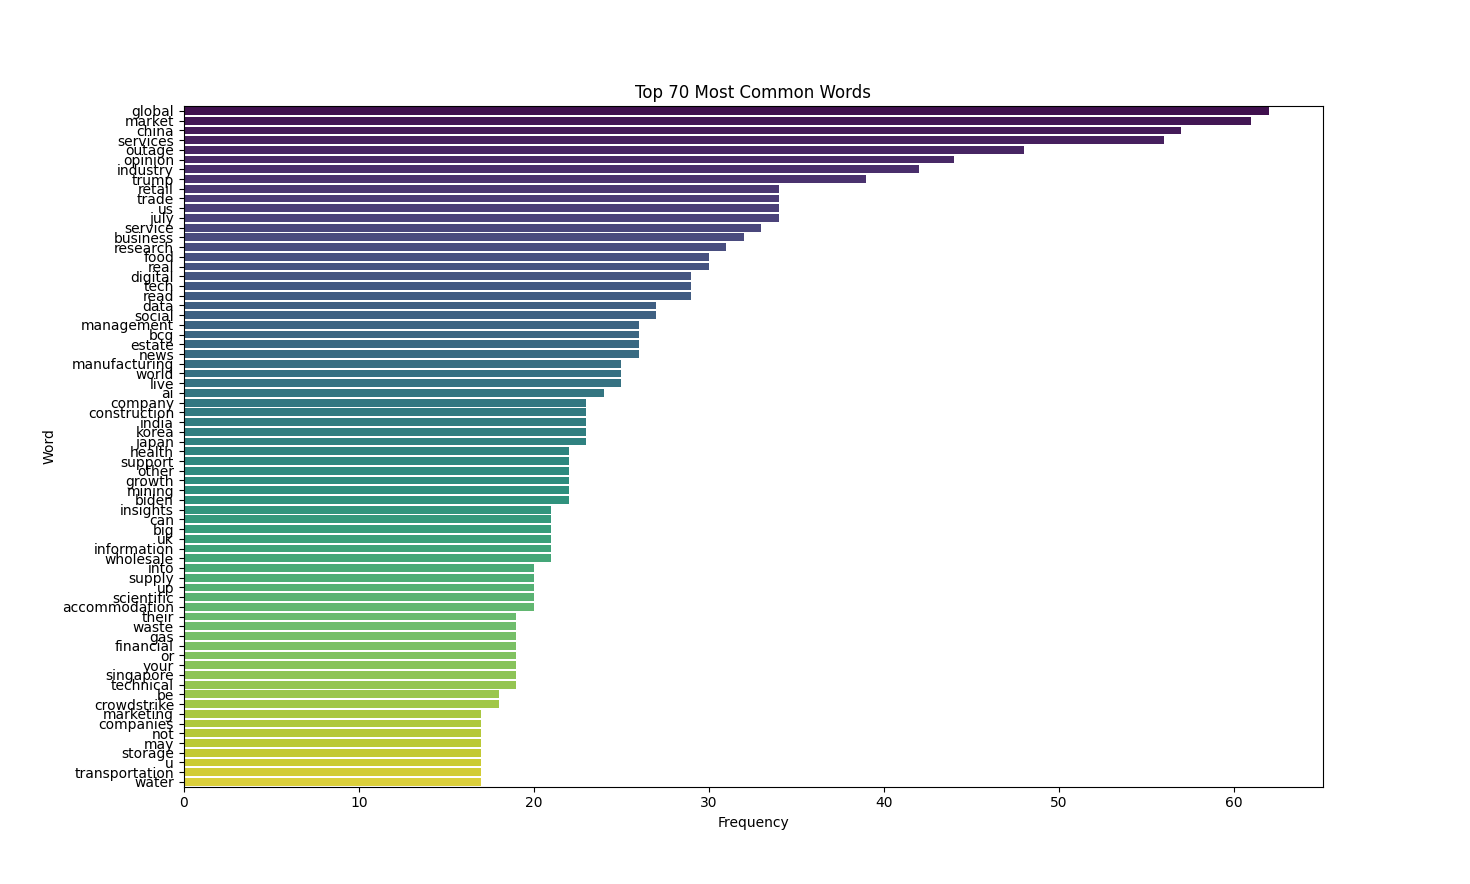 Top 70 Most Common Words
global
market
china
services
outage
opinion
industry
trump
retail
trade
us
july
service
business
research
food
real
digital
tech
read
data
social
management
bcg
estate
news
manufacturing
world
live
ai
company
construction
india
korea
japan
health
support
other
growth
mining
biden
insights
can
big
uk
information
wholesale
into
supply
up
scientific
accommodation
their
waste
gas
financial
or
your
singapore
technical
be
crowdstrike
marketing
companies
not
may
storage
u
transportation
water
Word
0 10 20 30 40 50 60
Frequency